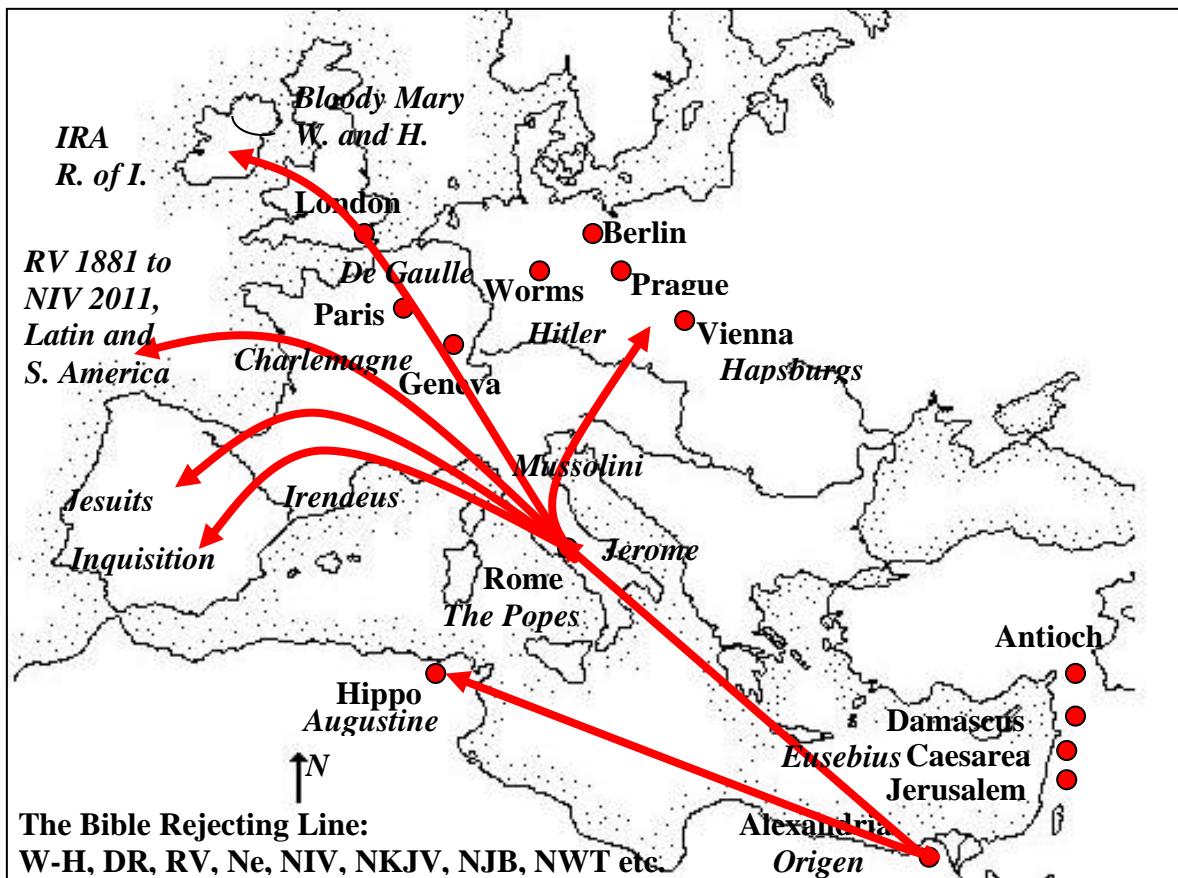 Bloody Mary
W. and H.
IRA
R. of I.
London
Berlin
RV 1881 to
NIV 2011,
Latin and
S. America
De Gaulle
Worms
Prague
Paris
Hitler
Vienna
Charlemagne
Hapsburgs
Geneva
Mussolini
Jesuits
Irenaeus
Inquisition
Jerome
Rome
The Popes
Antioch
Hippo
Augustine
Damascus
Eusebius Caesarea
Jerusalem
N
The Bible Rejecting Line:
Alexandria
W-H, DR, RV, Ne, NIV, NKJV, NJB, NWT etc.
Origen